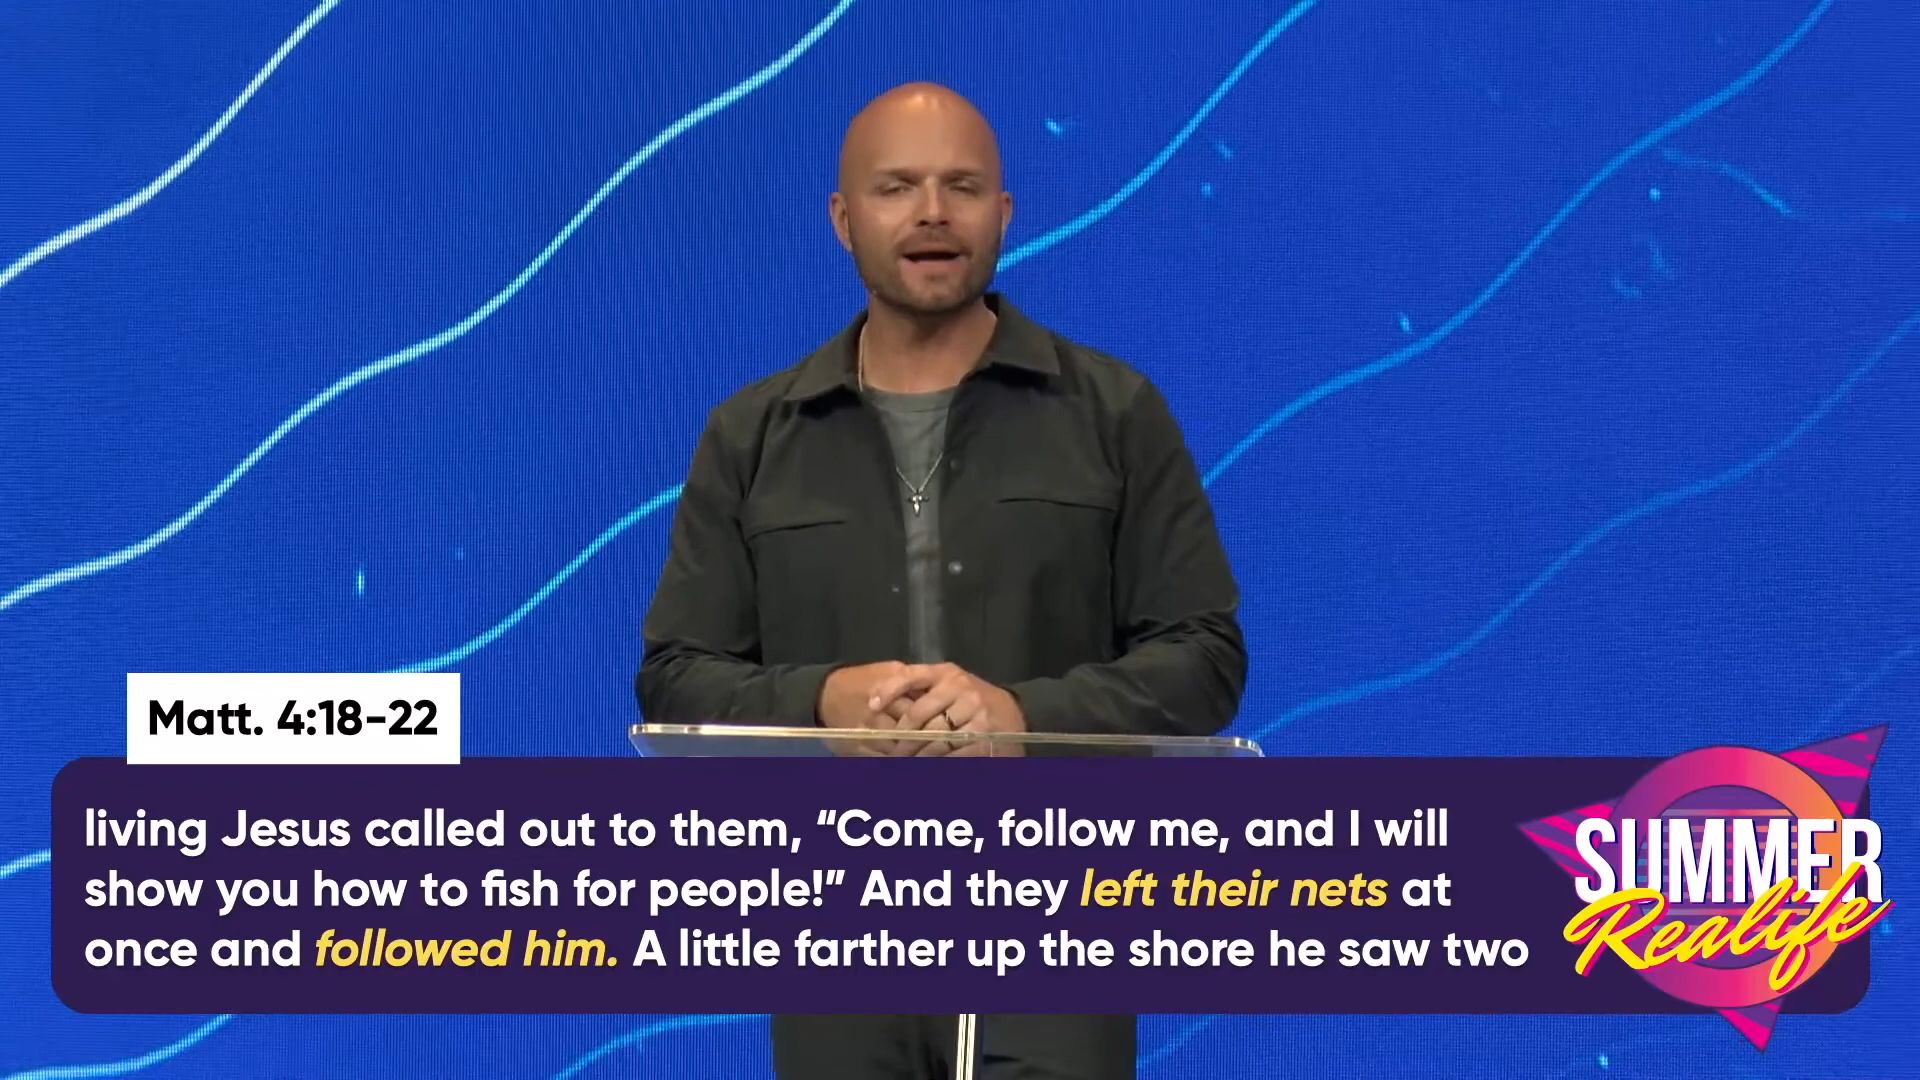 Matt. 4:18-22
living Jesus called out to them, “Come, follow me, and I will
show you how to fish for people!” And they left their nets at
once and followed him. A little farther up the shore he saw two
SUMMER
Realife